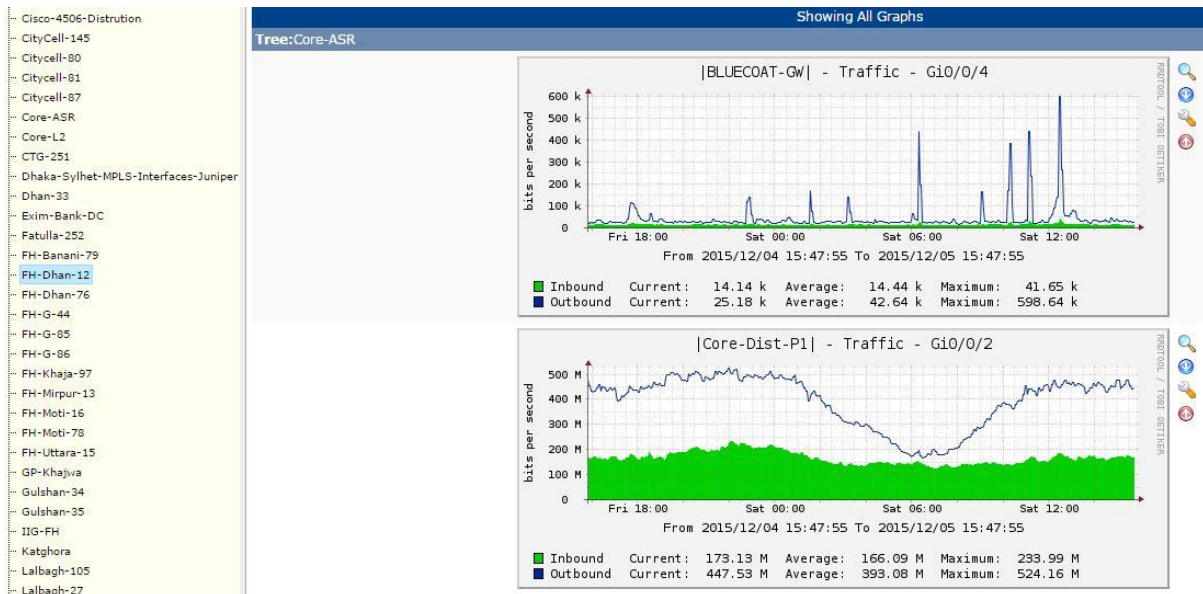 Cisco-4506-Distrution
CityCell-145
Citycell-80
Citycell-81
Citycell-87
Core-ASR
Core-L2
CTG-251
Dhaka-Sylhet-MPLS-Interfaces-Juniper
Dhan-33
Exim-Bank-DC
Fatulla-252
FH-Banani-79
FH-Dhan-12
FH-Dhan-76
FH-G-44
FH-G-85
FH-G-86
FH-Khaja-97
FH-Mirpur-13
FH-Moti-16
FH-Moti-78
FH-Uttara-15
GP-Khajwa
Gulshan-34
Gulshan-35
IIG-FH
Katghora
Lalbagh-105
Lalbagh-27
Showing All Graphs
Tree:Core-ASR
|BLUECOAT-GW| - Traffic - Gi0/0/4
RRDTOOL / TOBI OETIKER
bits per second
600 k
500 k
400 k
300 k
200 k
100 k
0
Fri 18:00 Sat 00:00 Sat 06:00 Sat 12:00
From 2015/12/04 15:47:55 To 2015/12/05 15:47:55
Inbound Current: 14.14 k Average: 14.44 k Maximum: 41.65 k
Outbound Current: 25.18 k Average: 42.64 k Maximum: 598.64 k
|Core-Dist-P1| - Traffic - Gi0/0/2
RRDTOOL / TOBI OETIKER
bits per second
500 M
400 M
300 M
200 M
100 M
0
Fri 18:00 Sat 00:00 Sat 06:00 Sat 12:00
From 2015/12/04 15:47:55 To 2015/12/05 15:47:55
Inbound Current: 173.13 M Average: 166.09 M Maximum: 233.99 M
Outbound Current: 447.53 M Average: 393.08 M Maximum: 524.16 M